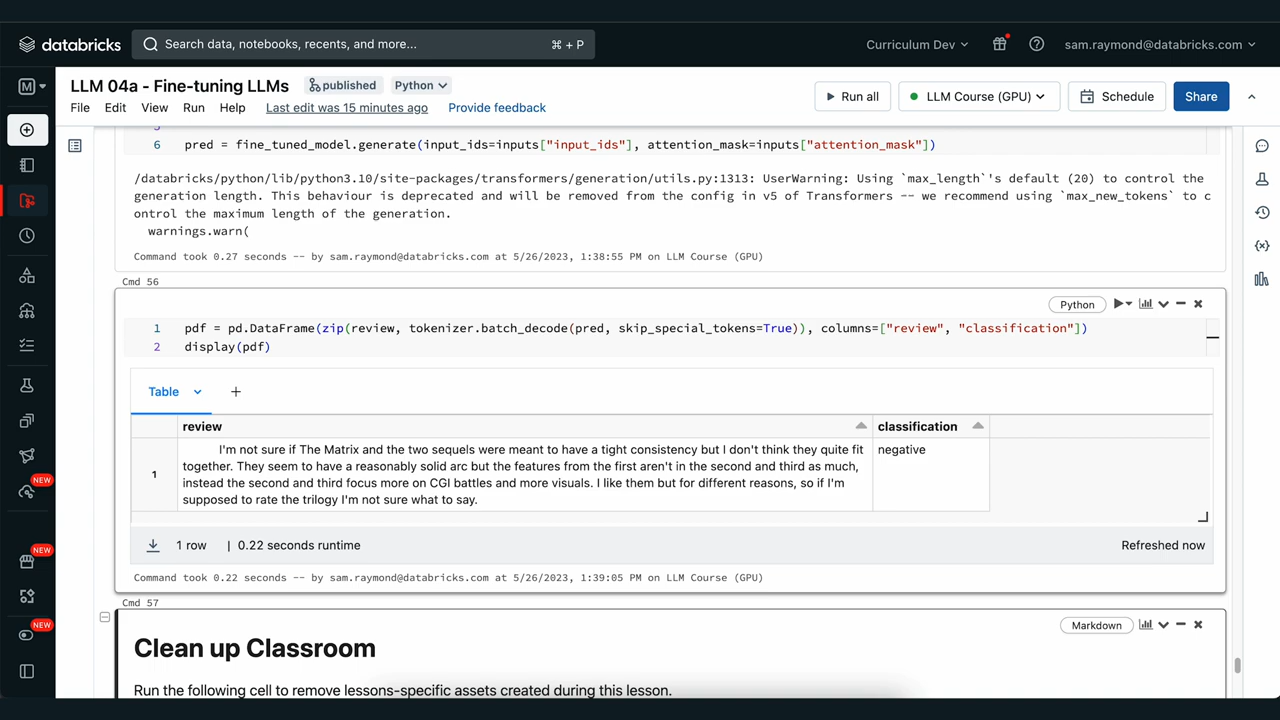 databricks
Search data, notebooks, recents, and more...
⌘ + P
Curriculum Dev
sam.raymond@databricks.com
M
LLM 04a - Fine-tuning LLMs
published
Python
File Edit View Run Help Last edit was 15 minutes ago Provide feedback
Run all
LLM Course (GPU)
Schedule
Share
5
6 pred = fine_tuned_model.generate(input_ids=inputs["input_ids"], attention_mask=inputs["attention_mask"])
/databricks/python/lib/python3.10/site-packages/transformers/generation/utils.py:1313: UserWarning: Using `max_length`'s default (20) to control the
generation length. This behaviour is deprecated and will be removed from the config in v5 of Transformers -- we recommend using `max_new_tokens` to c
ontrol the maximum length of the generation.
warnings.warn(
Command took 0.27 seconds -- by sam.raymond@databricks.com at 5/26/2023, 1:38:55 PM on LLM Course (GPU)
Cmd 56
Python
1 pdf = pd.DataFrame(zip(review, tokenizer.batch_decode(pred, skip_special_tokens=True)), columns=["review", "classification"])
2 display(pdf)
Table
+
review classification
1
I'm not sure if The Matrix and the two sequels were meant to have a tight consistency but I don't think they quite fit
together. They seem to have a reasonably solid arc but the features from the first aren't in the second and third as much,
instead the second and third focus more on CGI battles and more visuals. I like them but for different reasons, so if I'm
supposed to rate the trilogy I'm not sure what to say.
negative
1 row | 0.22 seconds runtime
Refreshed now
Command took 0.22 seconds -- by sam.raymond@databricks.com at 5/26/2023, 1:39:05 PM on LLM Course (GPU)
Cmd 57
Markdown
Clean up Classroom
Run the following cell to remove lessons-specific assets created during this lesson.
NEW
NEW
NEW